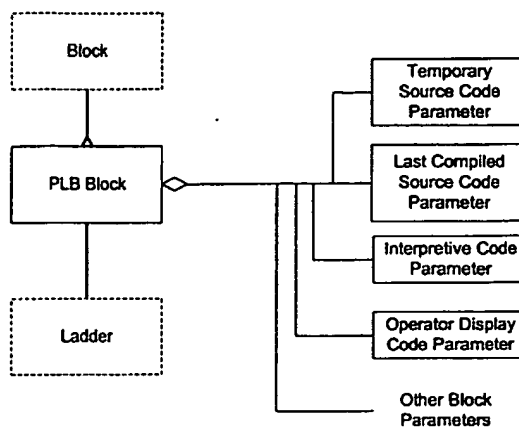 Block
PLB Block
Ladder
Temporary
Source Code
Parameter
Last Compiled
Source Code
Parameter
Interpretive Code
Parameter
Operator Display
Code Parameter
Other Block
Parameters